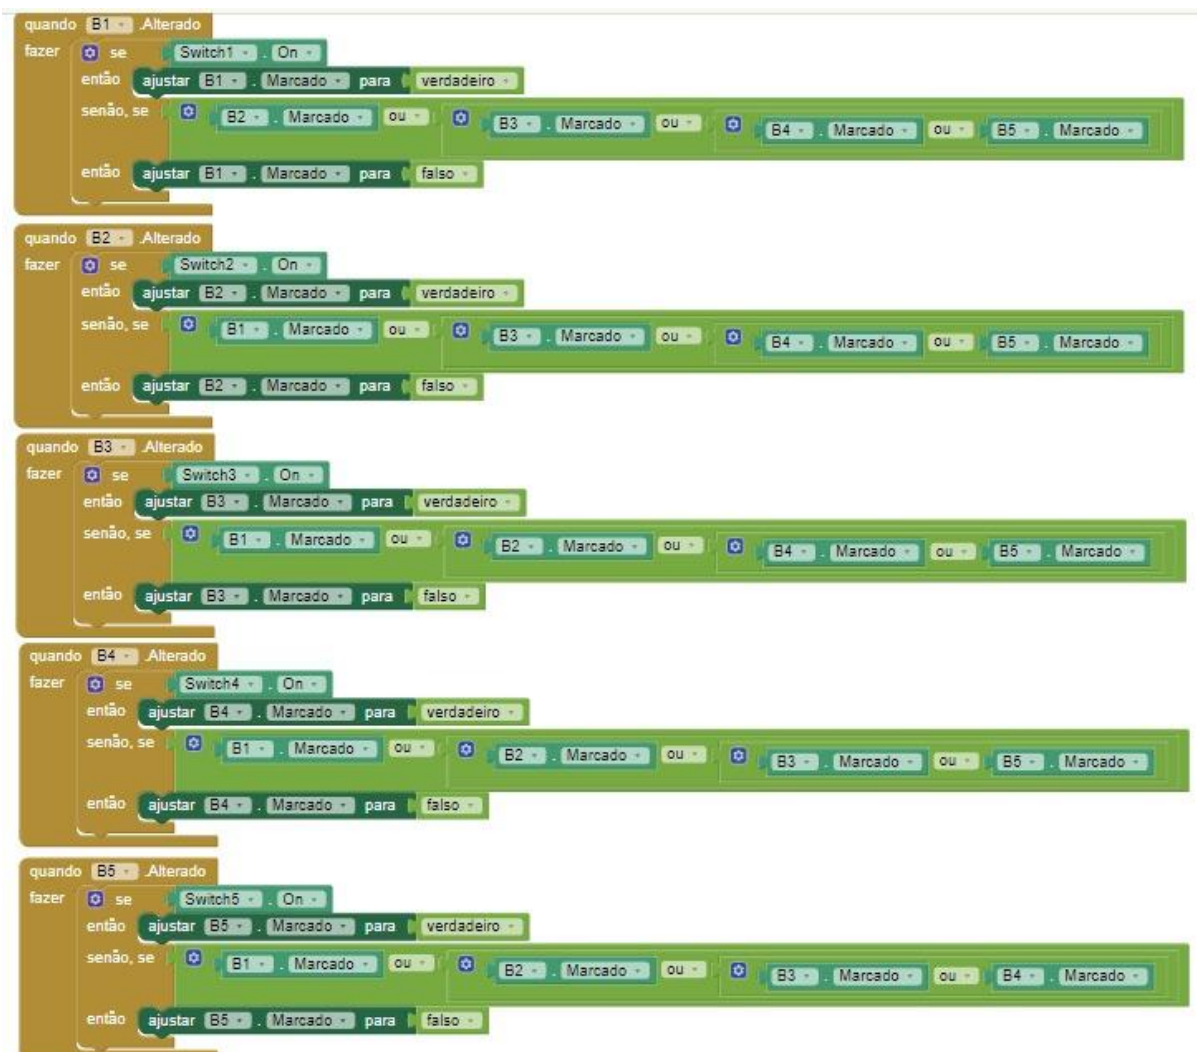 quando B1 .Alterado
fazer se Switch1 . On
então ajustar B1 . Marcado para verdadeiro
senão, se B2 . Marcado ou B3 . Marcado ou B4 . Marcado ou B5 . Marcado
então ajustar B1 . Marcado para falso
quando B2 .Alterado
fazer se Switch2 . On
então ajustar B2 . Marcado para verdadeiro
senão, se B1 . Marcado ou B3 . Marcado ou B4 . Marcado ou B5 . Marcado
então ajustar B2 . Marcado para falso
quando B3 .Alterado
fazer se Switch3 . On
então ajustar B3 . Marcado para verdadeiro
senão, se B1 . Marcado ou B2 . Marcado ou B4 . Marcado ou B5 . Marcado
então ajustar B3 . Marcado para falso
quando B4 .Alterado
fazer se Switch4 . On
então ajustar B4 . Marcado para verdadeiro
senão, se B1 . Marcado ou B2 . Marcado ou B3 . Marcado ou B5 . Marcado
então ajustar B4 . Marcado para falso
quando B5 .Alterado
fazer se Switch5 . On
então ajustar B5 . Marcado para verdadeiro
senão, se B1 . Marcado ou B2 . Marcado ou B3 . Marcado ou B4 . Marcado
então ajustar B5 . Marcado para falso